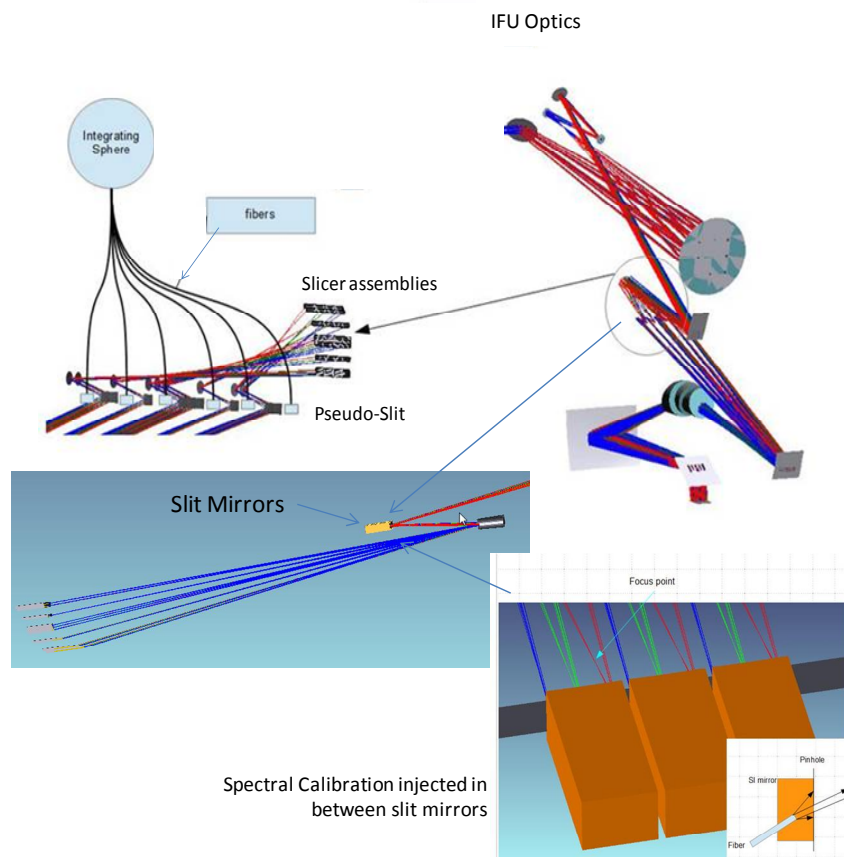 IFU Optics
Integrating
Sphere
fibers
Slicer assemblies
Pseudo-Slit
Slit Mirrors
Focus point
Spectral Calibration injected in
between slit mirrors
Pinhole
Sl mirror
Fiber